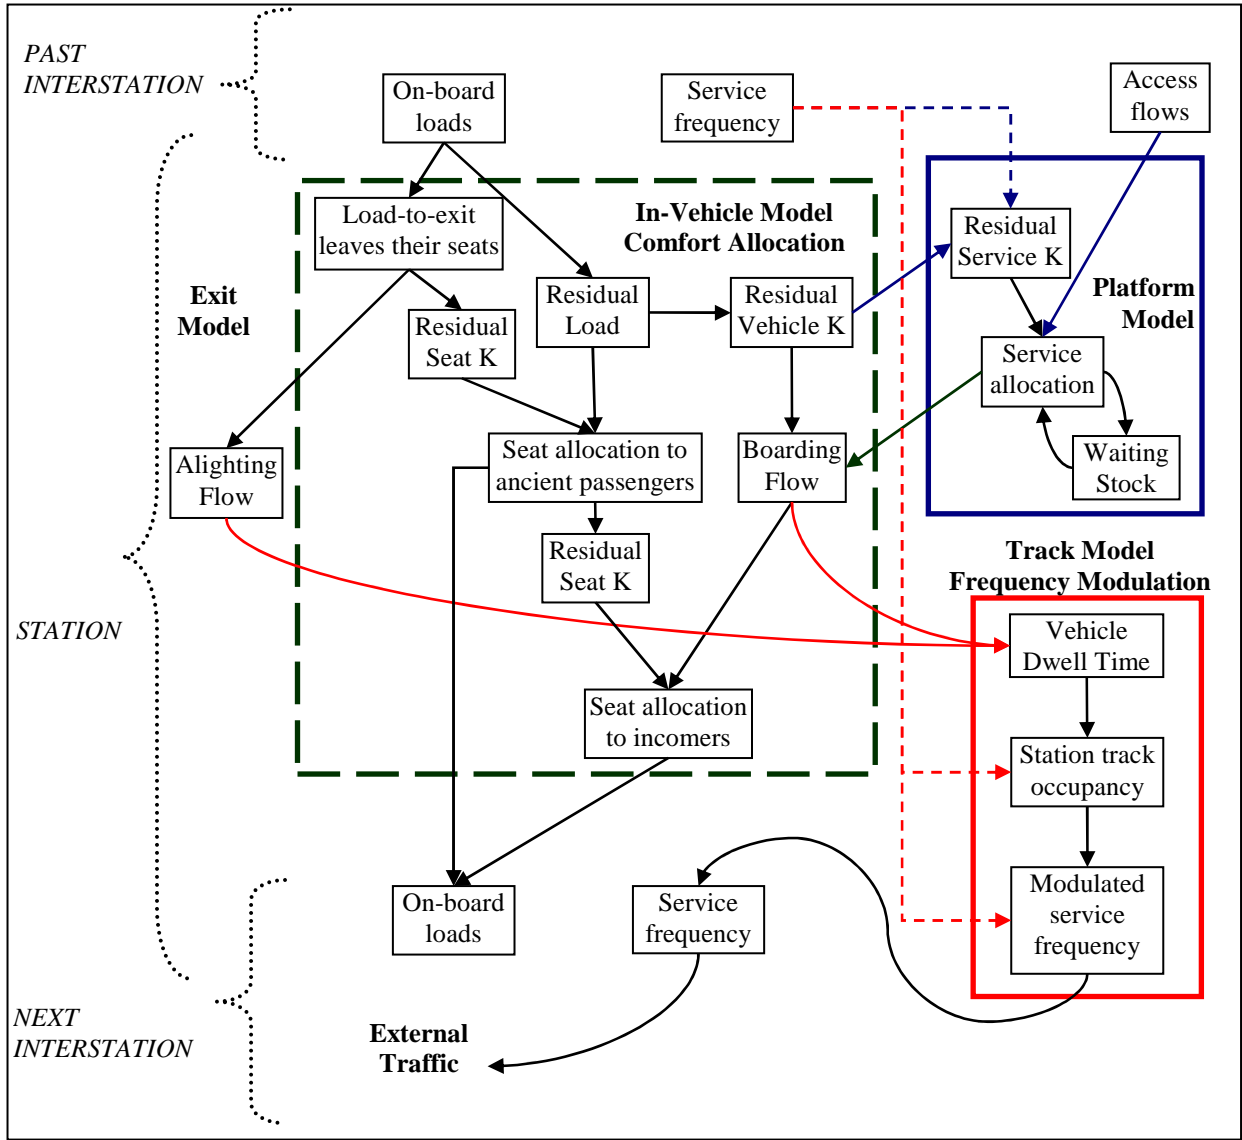 PAST
INTERSTATION
On-board
loads
Service
frequency
Access
flows
Load-to-exit
leaves their seats
In-Vehicle Model
Comfort Allocation
Residual
Service K
Exit
Model
Residual
Seat K
Residual
Load
Residual
Vehicle K
Platform
Model
Service
allocation
Alighting
Flow
Seat allocation to
ancient passengers
Boarding
Flow
Waiting
Stock
Residual
Seat K
Track Model
Frequency Modulation
STATION
Vehicle
Dwell Time
Seat allocation
to incomers
Station track
occupancy
On-board
loads
Service
frequency
Modulated
service
frequency
NEXT
INTERSTATION
External
Traffic